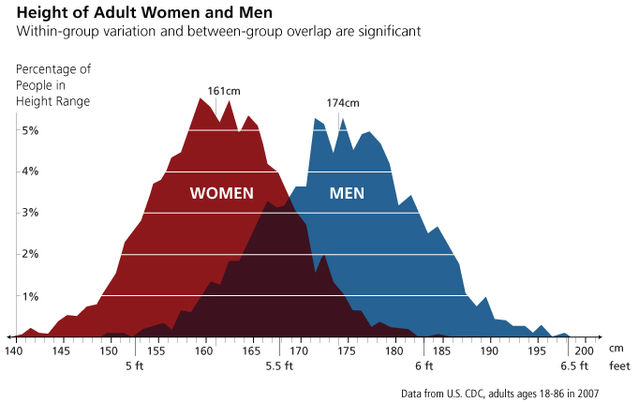 Height of Adult Women and Men
Within-group variation and between-group overlap are significant
Percentage of
People in
Height Range
161cm
174cm
5%
4%
WOMEN MEN
3%
2%
1%
140 145 150 155 160 165 170 175 180 185 190 195 200 cm
5 ft 5.5 ft 6 ft 6.5 ft feet
Data from U.S. CDC, adults ages 18-86 in 2007